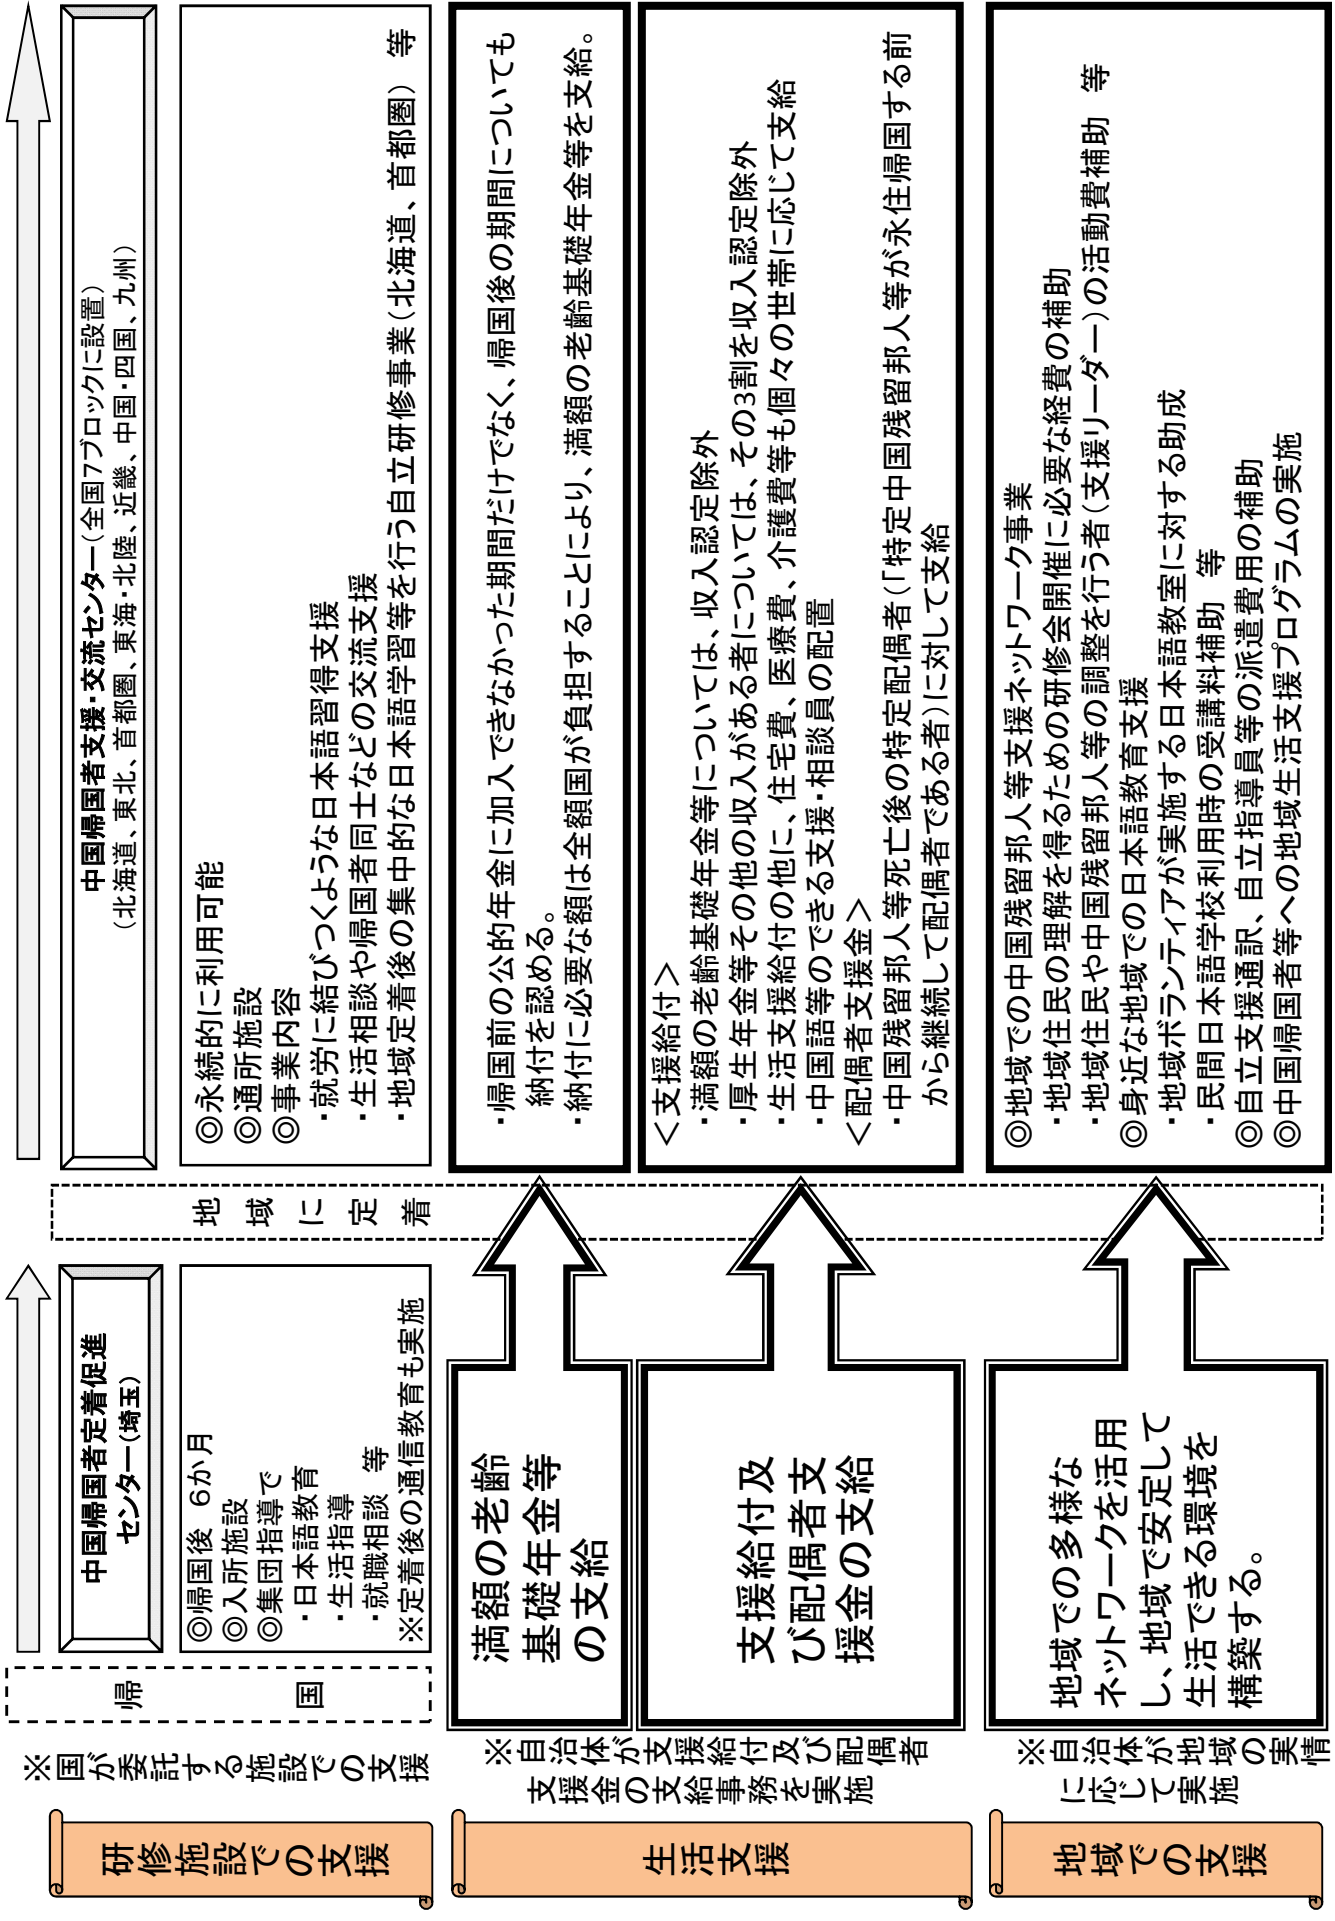 研修施設での支援
※国が委託する施設での支援
帰国
中国帰国者定着促進
センター(埼玉)
◎帰国後 6か月
◎入所施設
◎集団指導で
・日本語教育
・生活指導
・就職相談 等
※定着後の通信教育も実施
地域に定着
中国帰国者支援・交流センター(全国7ブロックに設置)
(北海道、東北、首都圏、東海・北陸、近畿、中国・四国、九州)
◎永続的に利用可能
◎通所施設
◎事業内容
・就労に結びつくような日本語習得支援
・生活相談や帰国者同士などの交流支援
・地域定着後の集中的な日本語学習等を行う自立研修事業(北海道、首都圏) 等
生活支援
※自治体が支援給付及び配偶者
支援金の支給事務を実施
満額の老齢
基礎年金等
の支給
・帰国前の公的年金に加入できなかった期間だけでなく、帰国後の期間についても
納付を認める。
・納付に必要な額は全額国が負担することにより、満額の老齢基礎年金等を支給。
支援給付及
び配偶者支
援金の支給
<支援給付>
・満額の老齢基礎年金等については、収入認定除外
・厚生年金等その他の収入がある者については、その3割を収入認定除外
・生活支援給付の他に、住宅費、医療費、介護費等も個々の世帯に応じて支給
・中国語等のできる支援・相談員の配置
<配偶者支援金>
・中国残留邦人等死亡後の特定配偶者(「特定中国残留邦人等が永住帰国する前
から継続して配偶者である者)に対して支給
地域での支援
※自治体が地域の実情
に応じて実施
地域での多様な
ネットワークを活用
し、地域で安定して
生活できる環境を
構築する。
◎地域での中国残留邦人等支援ネットワーク事業
・地域住民の理解を得るための研修会開催に必要な経費の補助
・地域住民や中国残留邦人等の調整を行う者(支援リーダー)の活動費補助 等
◎身近な地域での日本語教育支援
・地域ボランティアが実施する日本語教室に対する助成
・民間日本語学校利用時の受講料補助 等
◎自立支援通訳、自立指導員等の派遣費用の補助
◎中国帰国者等への地域生活支援プログラムの実施